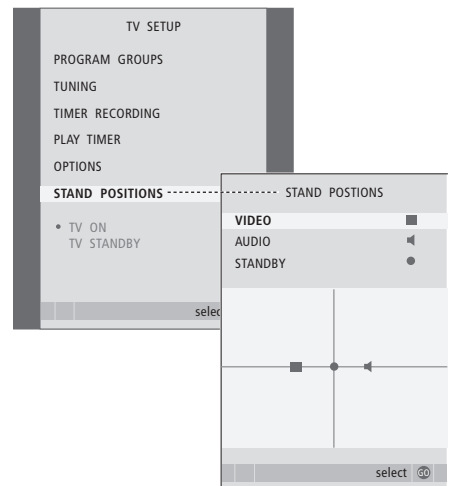 TV SETUP
PROGRAM GROUPS
TUNING
TIMER RECORDING
PLAY TIMER
OPTIONS
STAND POSITIONS
TV ON
TV STANDBY
selec
STAND POSTIONS
VIDEO
AUDIO
STANDBY
select GO